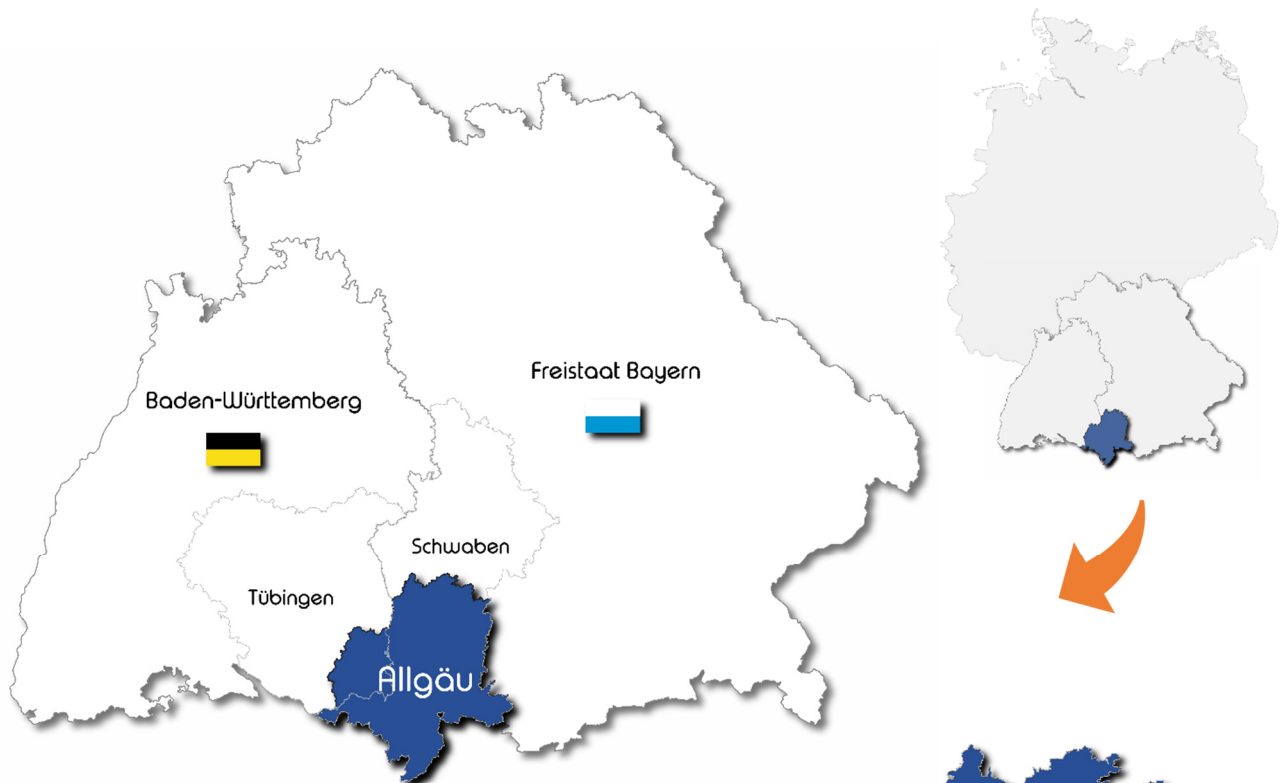 Freistaat Bayern
Baden-Württemberg
Schwaben
Tübingen
Allgäu